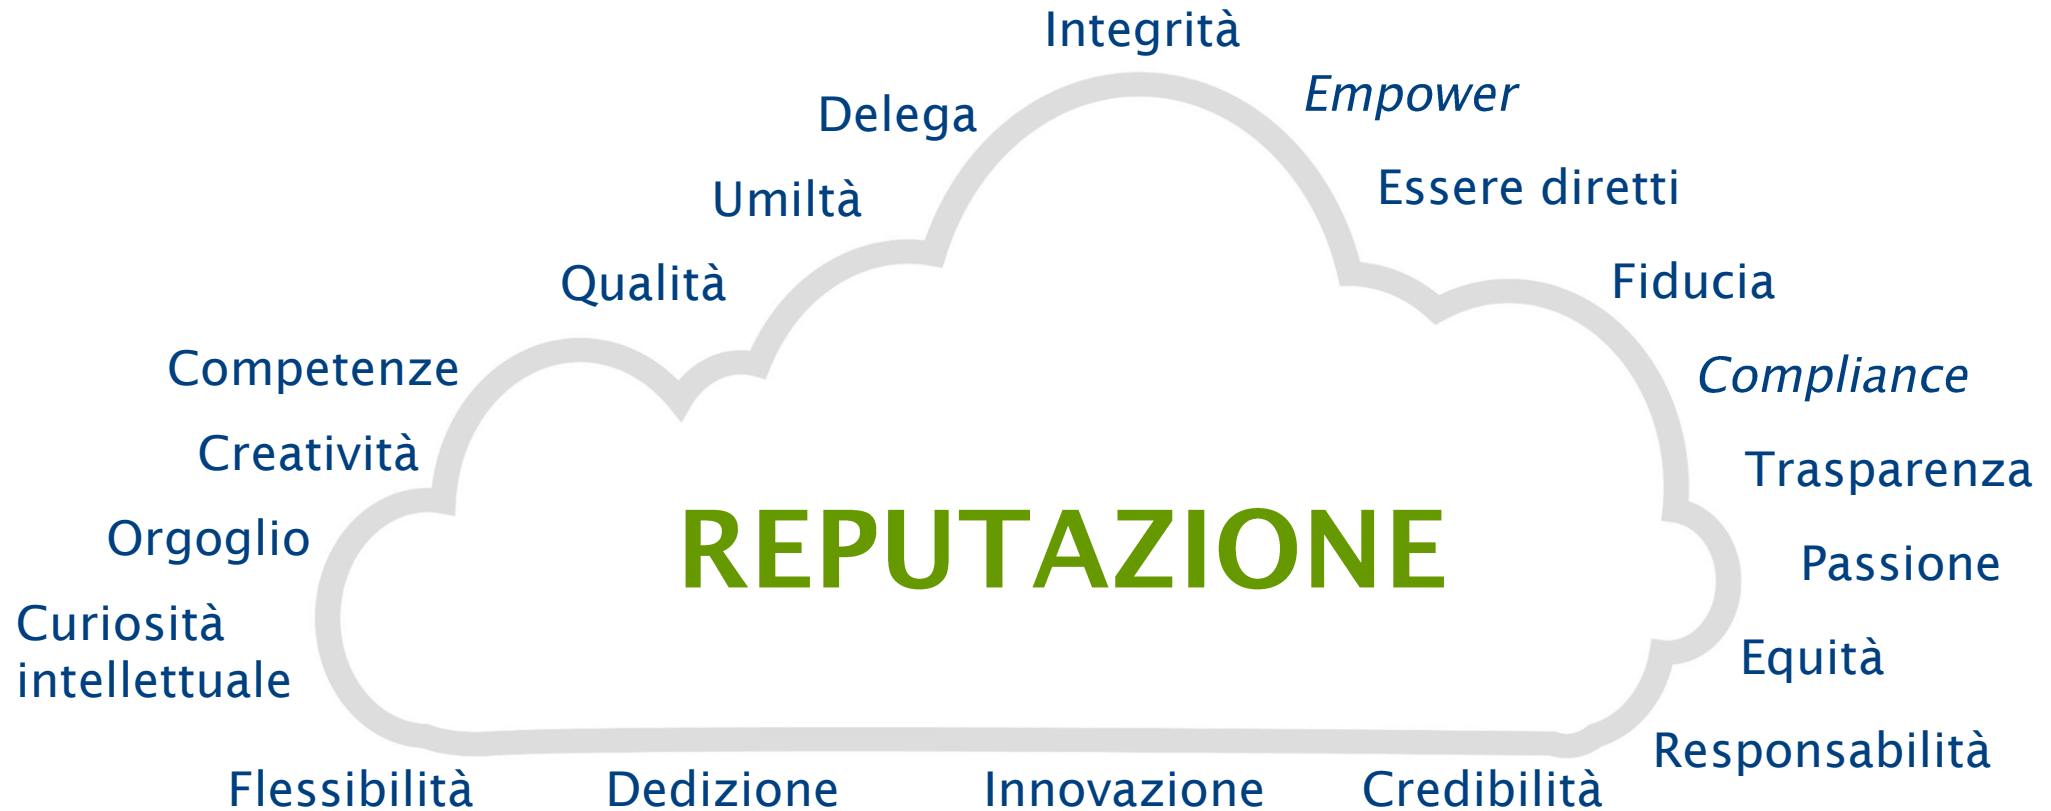 Integrità
Empower
Delega
Essere diretti
Umiltà
Fiducia
Qualità
Competenze
Compliance
Creatività
Trasparenza
Orgoglio
REPUTAZIONE
Passione
Curiosità
intellettuale
Equità
Responsabilità
Flessibilità
Dedizione
Innovazione
Credibilità